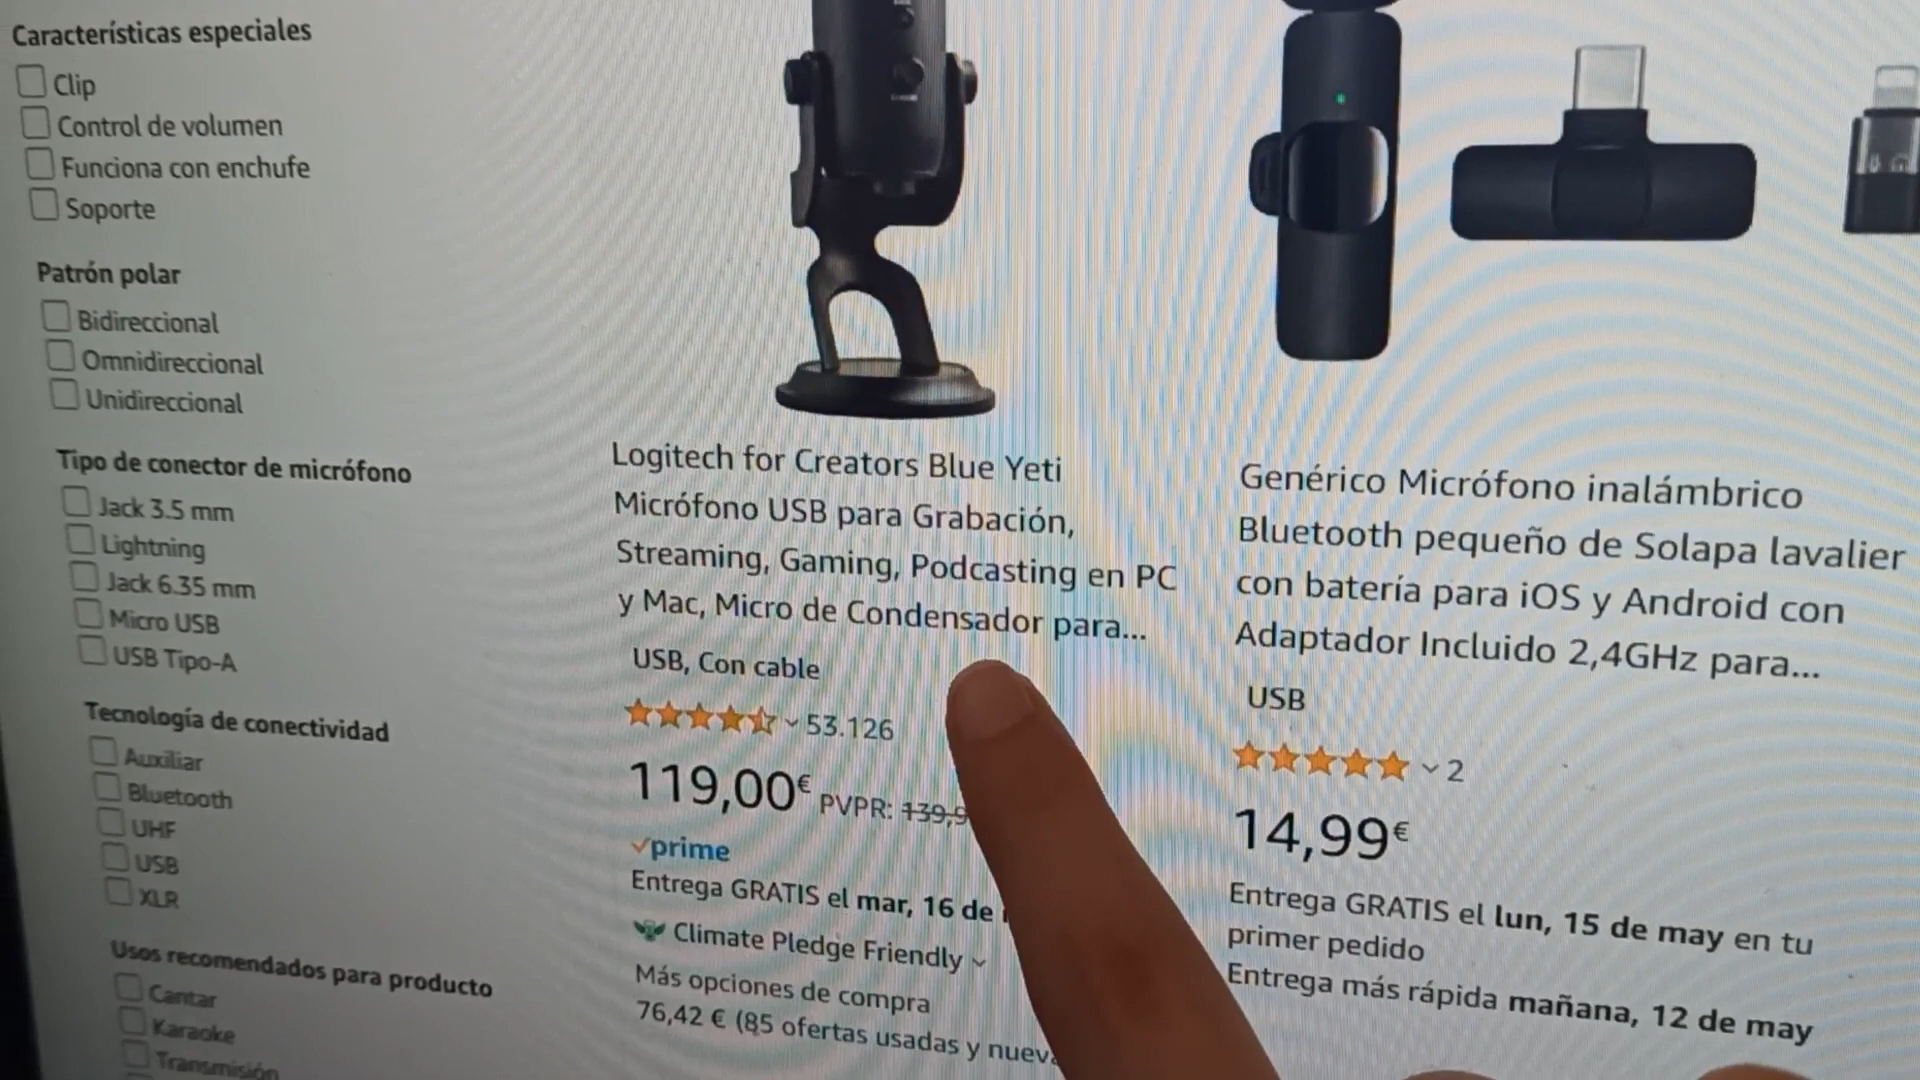 Características especiales
Clip
Control de volumen
Funciona con enchufe
Soporte
Patrón polar
Bidireccional
Omnidireccional
Unidireccional
Tipo de conector de micrófono
Jack 3.5 mm
Lightning
Jack 6.35 mm
Micro USB
USB Tipo-A
Tecnología de conectividad
Auxiliar
Bluetooth
UHF
USB
XLR
Usos recomendados para producto
Cantar
Karaoke
Transmisión
Logitech for Creators Blue Yeti
Micrófono USB para Grabación,
Streaming, Gaming, Podcasting en PC
y Mac, Micro de Condensador para...
USB, Con cable
53.126
119,00€ PVPR: 139,9
prime
Entrega GRATIS el mar, 16 de
Climate Pledge Friendly
Más opciones de compra
76,42 € (85 ofertas usadas y nueva
Genérico Micrófono inalámbrico
Bluetooth pequeño de Solapa lavalier
con batería para iOS y Android con
Adaptador Incluido 2,4GHz para...
USB
2
14,99€
Entrega GRATIS el lun, 15 de may en tu
primer pedido
Entrega más rápida mañana, 12 de may